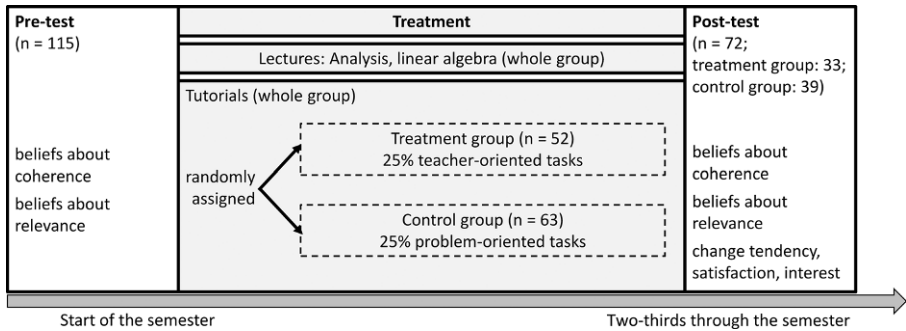 Pre-test
(n = 115)
beliefs about
coherence
beliefs about
relevance
Treatment
Lectures: Analysis, linear algebra (whole group)
Tutorials (whole group)
randomly
assigned
Treatment group (n = 52)
25% teacher-oriented tasks
Control group (n = 63)
25% problem-oriented tasks
Post-test
(n = 72;
treatment group: 33;
control group: 39)
beliefs about
coherence
beliefs about
relevance
change tendency,
satisfaction, interest
Start of the semester
Two-thirds through the semester